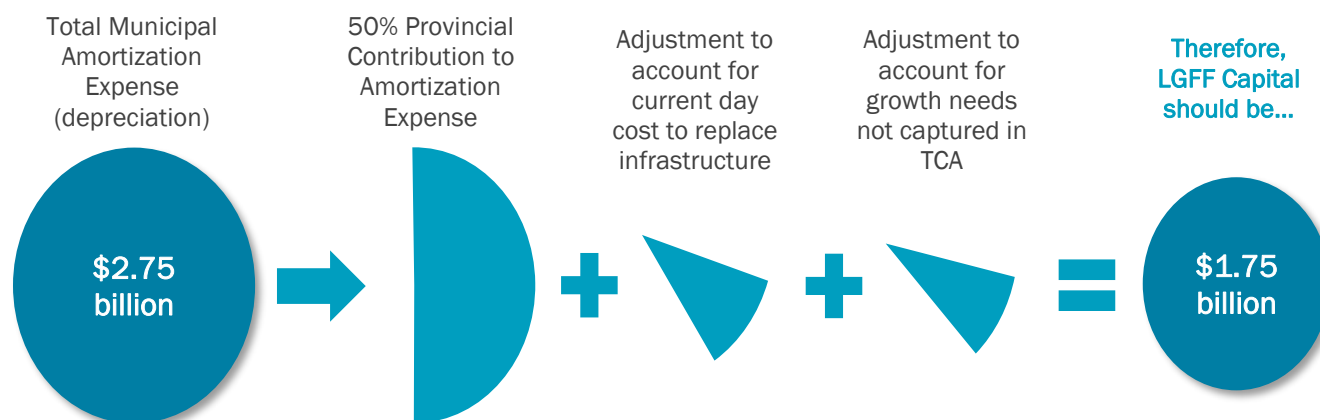 Total Municipal
Amortization
Expense
(depreciation)
50% Provincial
Contribution to
Amortization
Expense
Adjustment to
account for
current day
cost to replace
infrastructure
Adjustment to
account for
growth needs
not captured in
TCA
Therefore,
LGFF Capital
should be...
$2.75
billion
$1.75
billion